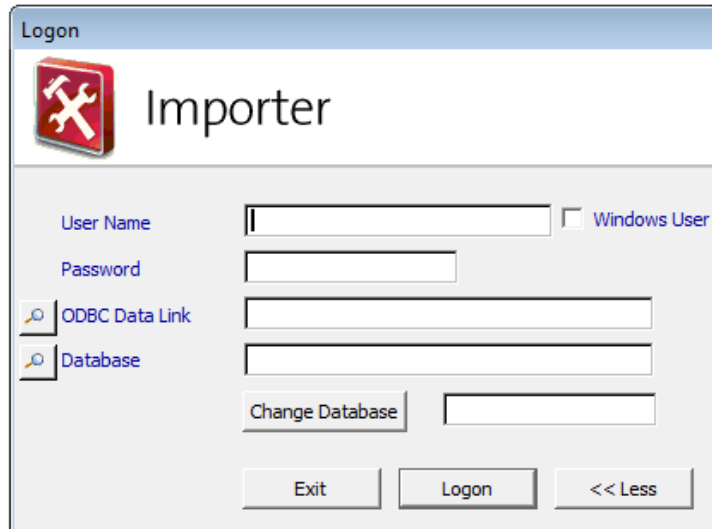 Logon
Importer
User Name
Windows User
Password
ODBC Data Link
Database
Change Database
Exit
Logon
<< Less